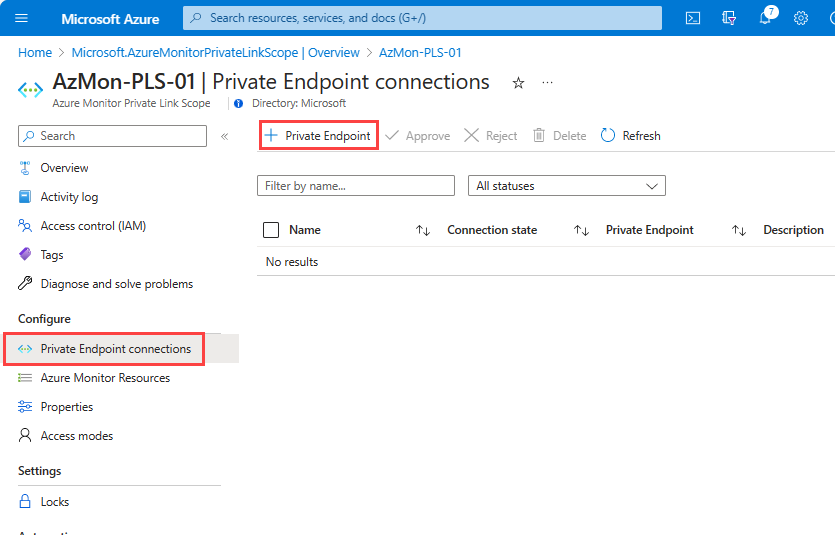 Microsoft Azure
Search resources, services, and docs (G+/)
7
Home > Microsoft.AzureMonitorPrivateLinkScope | Overview > AzMon-PLS-01
AzMon-PLS-01 | Private Endpoint connections
Azure Monitor Private Link Scope
Directory: Microsoft
Search
«
+ Private Endpoint
Approve
Reject
Delete
Refresh
Overview
Activity log
Access control (IAM)
Tags
Diagnose and solve problems
Configure
Private Endpoint connections
Azure Monitor Resources
Properties
Access modes
Settings
Locks
Filter by name...
All statuses
Name
Connection state
Private Endpoint
Description
No results